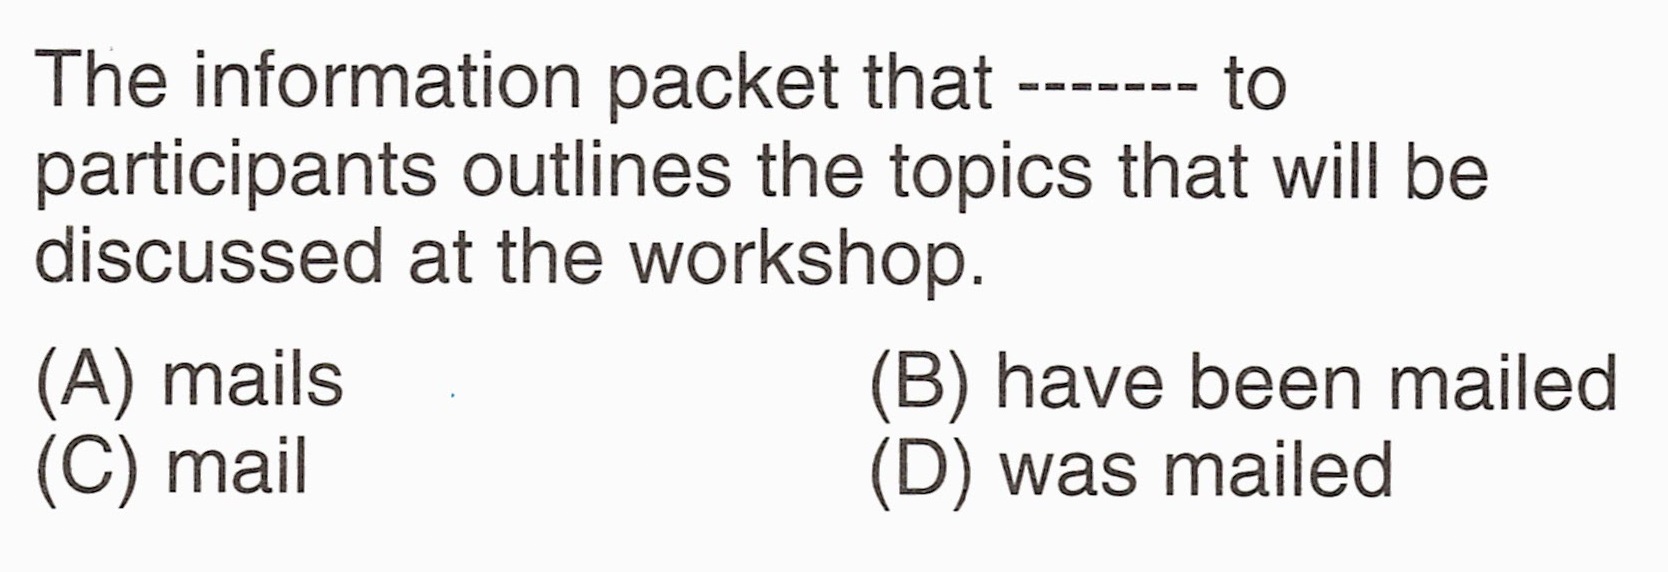 The information packet that ------- to
participants outlines the topics that will be
discussed at the workshop.
(A) mails (B) have been mailed
(C) mail (D) was mailed